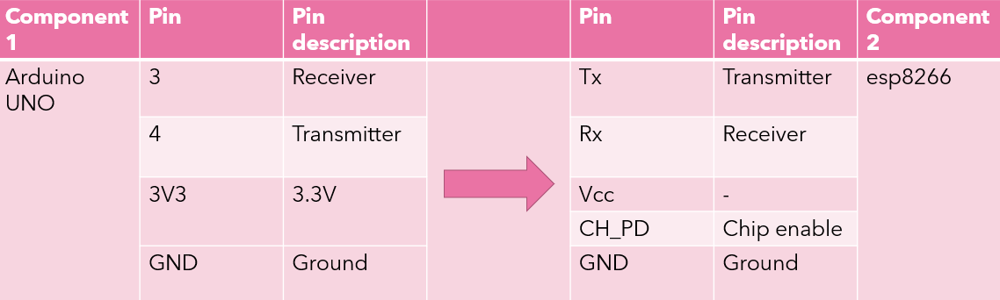 Component 1 Pin Pin description Pin Pin description Component 2
Arduino UNO 3 Receiver Tx Transmitter esp8266
4 Transmitter Rx Receiver
3V3 3.3V Vcc -
CH_PD Chip enable
GND Ground GND Ground